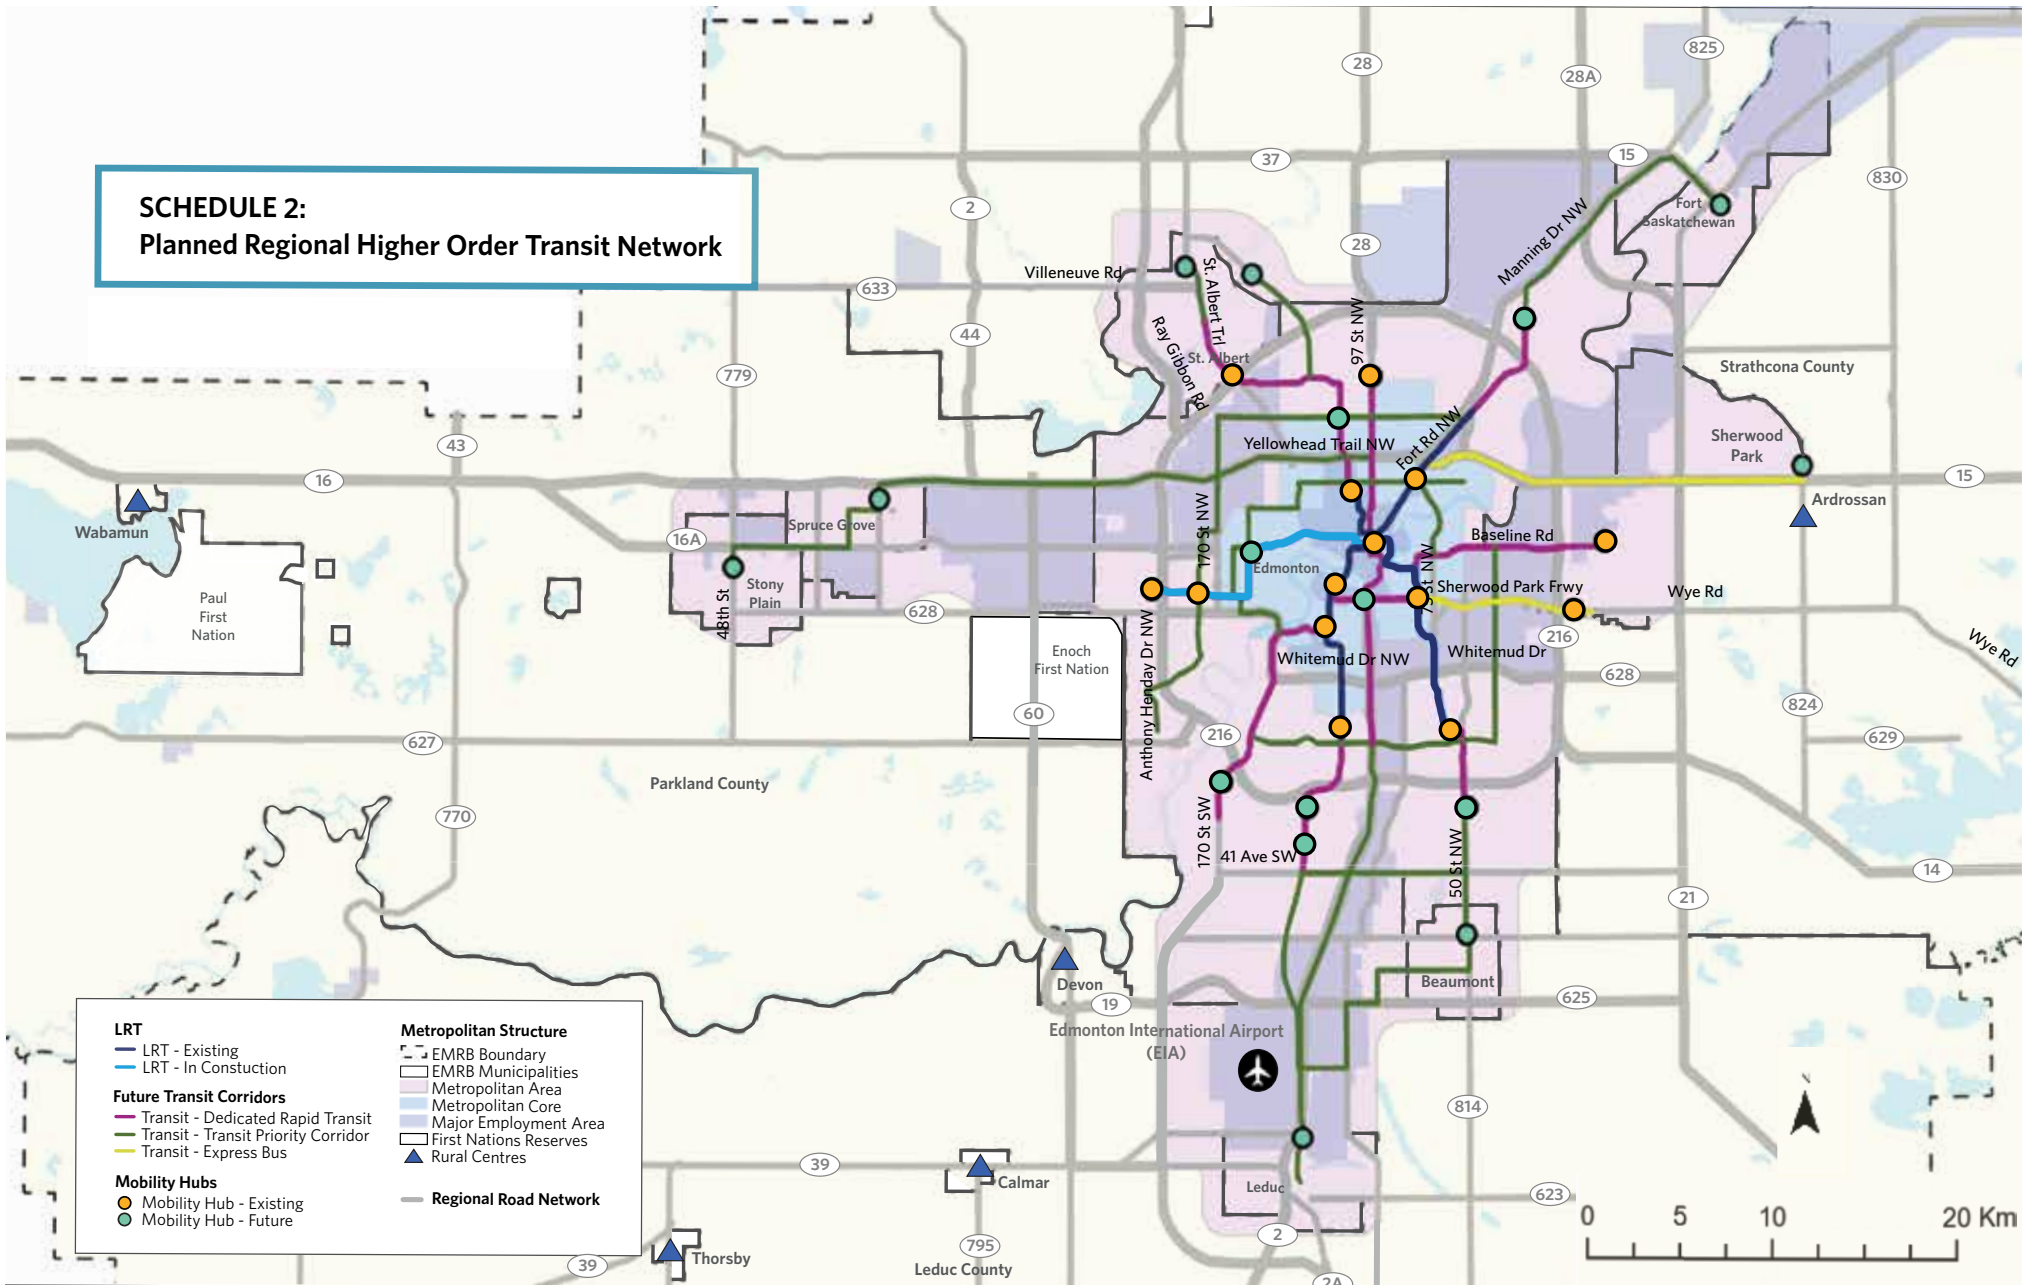 SCHEDULE 2:
Planned Regional Higher Order Transit Network
825
28
28A
37
15
830
2
Fort
Saskatchewan
28
Manning Dr NW
Villeneuve Rd
633
St. Albert Trl
44
97 St NW
Ray Gibbon Rd
St. Albert
779
Strathcona County
43
Yellowhead Trail NW
Fort Rd NW
Sherwood
Park
16
15
Ardrossan
Wabamun
Spruce Grove
170 St NW
16A
Baseline Rd
Edmonton
75 St NW
Stony
Plain
48th St
Sherwood Park Frwy
Wye Rd
Paul
First
Nation
628
216
Wye Rd
Enoch
First Nation
Anthony Henday Dr NW
Whitemud Dr NW
Whitemud Dr
628
60
824
627
216
629
Parkland County
770
170 St SW
41 Ave SW
50 St NW
14
21
Devon
Beaumont
19
625
Edmonton International Airport
(EIA)
814
39
Calmar
Leduc
623
2
795
Leduc County
Thorsby
39
2A
LRT
LRT - Existing
LRT - In Constuction
Future Transit Corridors
Transit - Dedicated Rapid Transit
Transit - Transit Priority Corridor
Transit - Express Bus
Mobility Hubs
Mobility Hub - Existing
Mobility Hub - Future
Metropolitan Structure
EMRB Boundary
EMRB Municipalities
Metropolitan Area
Metropolitan Core
Major Employment Area
First Nations Reserves
Rural Centres
Regional Road Network
N
0 5 10 20 Km